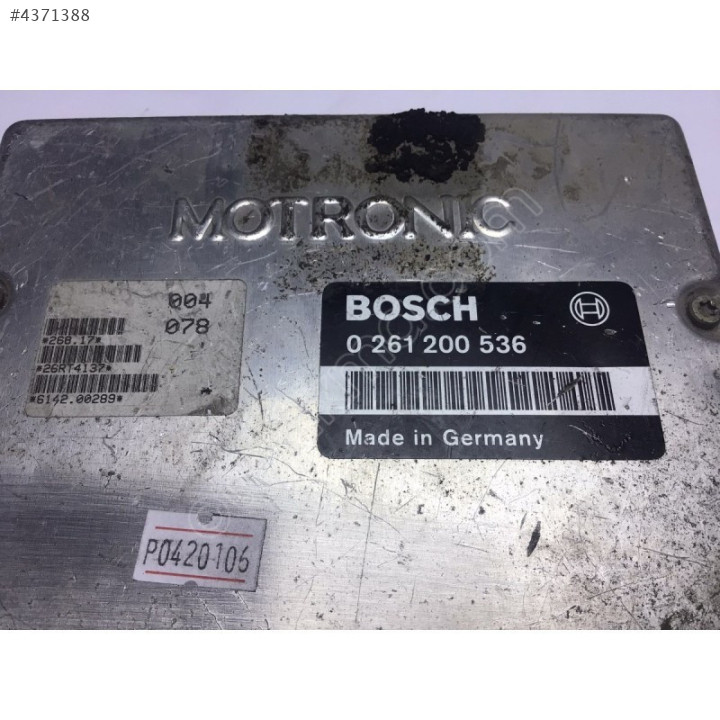 #4371388
MOTRONIC
004
078
*268.17*
*26RT4137*
*6142.00289*
BOSCH
0 261 200 536
Made in Germany
P0420106